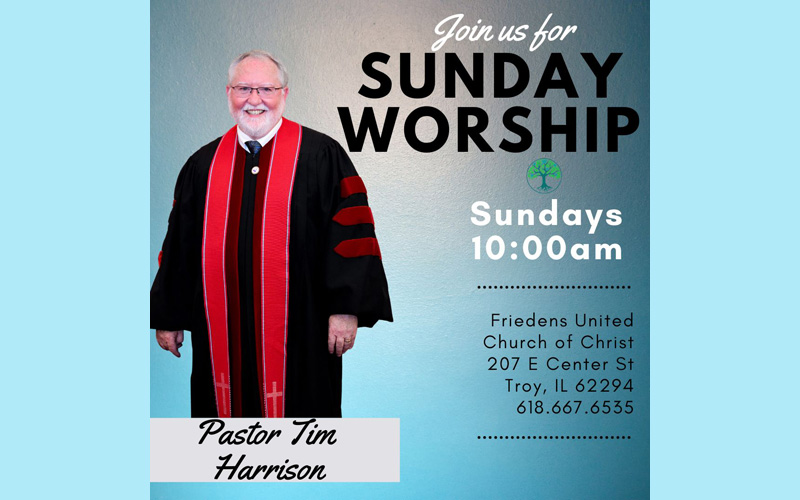 Join us for
SUNDAY
WORSHIP
Sundays
10:00am
Friedens United
Church of Christ
207 E Center St
Troy, IL 62294
618.667.6535
Pastor Tim
Harrison